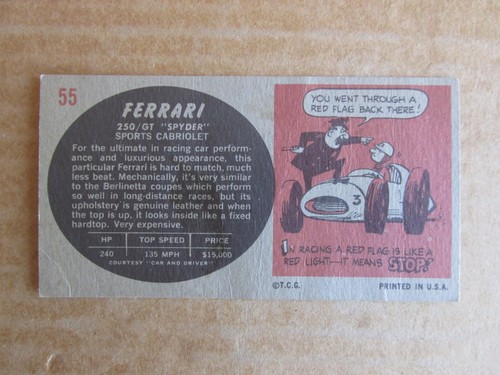 55
FERRARI
250/GT "SPYDER"
SPORTS CABRIOLET
For the ultimate in racing car perform-
ance and luxurious appearance, this
particular Ferrari is hard to match, much
less beat. Mechanically, it's very similar
to the Berlinetta coupes which perform
so well in long-distance races, but its
upholstery is genuine leather and when
the top is up, it looks inside like a fixed
hardtop. Very expensive.
HP TOP SPEED PRICE
240 135 MPH $15,000
COURTESY "CAR AND DRIVER"
YOU WENT THROUGH A
RED FLAG BACK THERE!
3
IN RACING A RED FLAG IS LIKE A
RED LIGHT—IT MEANS STOP!
©T.C.G. PRINTED IN U.S.A.